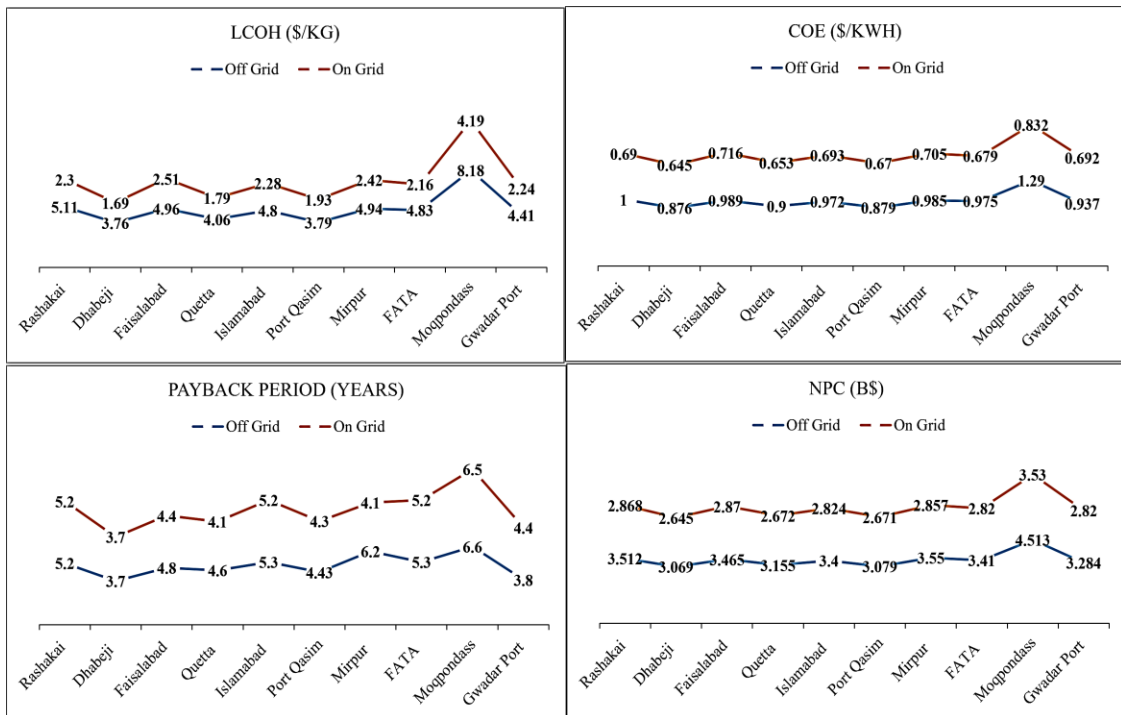 LCOH ($/KG)
Off Grid On Grid
4.19
2.3 1.69 2.51 1.79 2.28 1.93 2.42 2.16 8.18 2.24
5.11 3.76 4.96 4.06 4.8 3.79 4.94 4.83 4.41
Rashakai
Dhabeji
Faisalabad
Quetta
Islamabad
Port Qasim
Mirpur
FATA
Moqpondass
Gwadar Port
COE ($/KWH)
Off Grid On Grid
0.69 0.645 0.716 0.653 0.693 0.67 0.705 0.679 0.832 0.692
1 0.876 0.989 0.9 0.972 0.879 0.985 0.975 1.29 0.937
Rashakai
Dhabeji
Faisalabad
Quetta
Islamabad
Port Qasim
Mirpur
FATA
Moqpondass
Gwadar Port
PAYBACK PERIOD (YEARS)
Off Grid On Grid
5.2 3.7 4.4 4.1 5.2 4.3 4.1 5.2 6.5 4.4
5.2 3.7 4.8 4.6 5.3 4.43 6.2 5.3 6.6 3.8
Rashakai
Dhabeji
Faisalabad
Quetta
Islamabad
Port Qasim
Mirpur
FATA
Moqpondass
Gwadar Port
NPC (B$)
Off Grid On Grid
2.868 2.645 2.87 2.672 2.824 2.671 2.857 2.82 3.53 2.82
3.512 3.069 3.465 3.155 3.4 3.079 3.55 3.41 4.513 3.284
Rashakai
Dhabeji
Faisalabad
Quetta
Islamabad
Port Qasim
Mirpur
FATA
Moqpondass
Gwadar Port